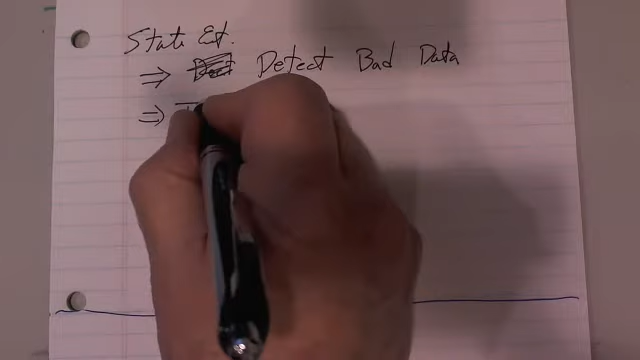 State Est.
⇒ Detect Bad Data
⇒